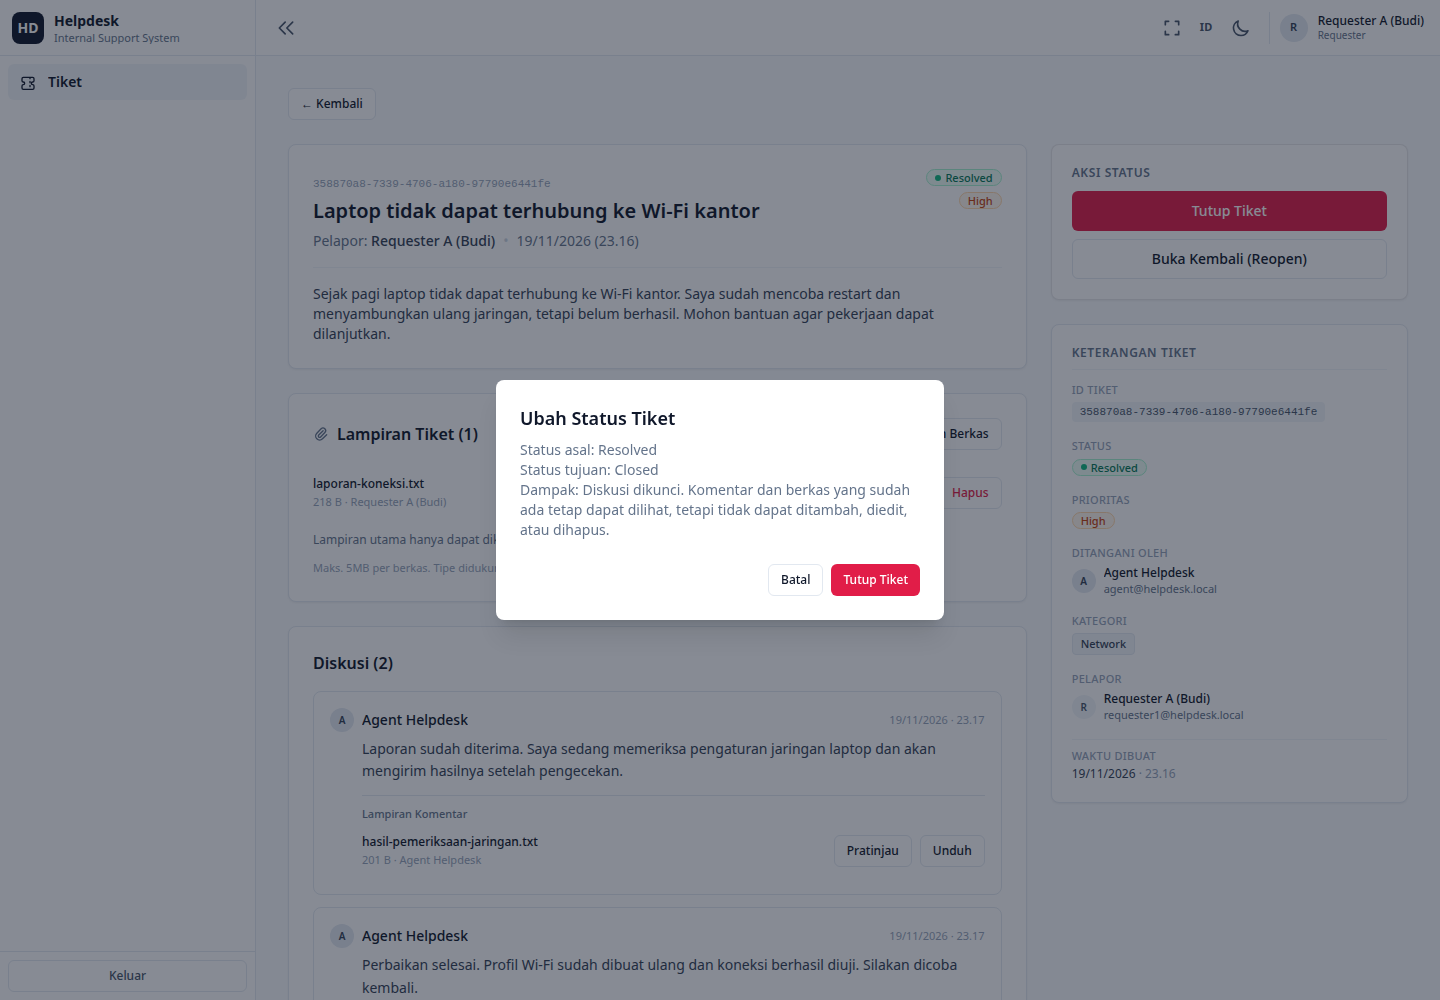 HD
Helpdesk
Internal Support System
Tiket
Keluar
ID
R
Requester A (Budi)
Requester
← Kembali
358870a8-7339-4706-a180-97790e6441fe
Resolved
High
Laptop tidak dapat terhubung ke Wi-Fi kantor
Pelapor: Requester A (Budi) • 19/11/2026 (23.16)
Sejak pagi laptop tidak dapat terhubung ke Wi-Fi kantor. Saya sudah mencoba restart dan
menyambungkan ulang jaringan, tetapi belum berhasil. Mohon bantuan agar pekerjaan dapat
dilanjutkan.
Lampiran Tiket (1)
Berkas
laporan-koneksi.txt
218 B · Requester A (Budi)
Hapus
Lampiran utama hanya dapat
Maks. 5MB per berkas. Tipe
Ubah Status Tiket
Status asal: Resolved
Status tujuan: Closed
Dampak: Diskusi dikunci. Komentar dan berkas yang sudah
ada tetap dapat dilihat, tetapi tidak dapat ditambah, diedit,
atau dihapus.
Batal
Tutup Tiket
Diskusi (2)
A
Agent Helpdesk
19/11/2026 · 23.17
Laporan sudah diterima. Saya sedang memeriksa pengaturan jaringan laptop dan akan
mengirim hasilnya setelah pengecekan.
Lampiran Komentar
hasil-pemeriksaan-jaringan.txt
201 B · Agent Helpdesk
Pratinjau
Unduh
A
Agent Helpdesk
19/11/2026 · 23.17
Perbaikan selesai. Profil Wi-Fi sudah dibuat ulang dan koneksi berhasil diuji. Silakan dicoba
kembali.
AKSI STATUS
Tutup Tiket
Buka Kembali (Reopen)
KETERANGAN TIKET
ID TIKET
358870a8-7339-4706-a180-97790e6441fe
STATUS
Resolved
PRIORITAS
High
DITANGANI OLEH
A
Agent Helpdesk
agent@helpdesk.local
KATEGORI
Network
PELAPOR
R
Requester A (Budi)
requester1@helpdesk.local
WAKTU DIBUAT
19/11/2026 · 23.16